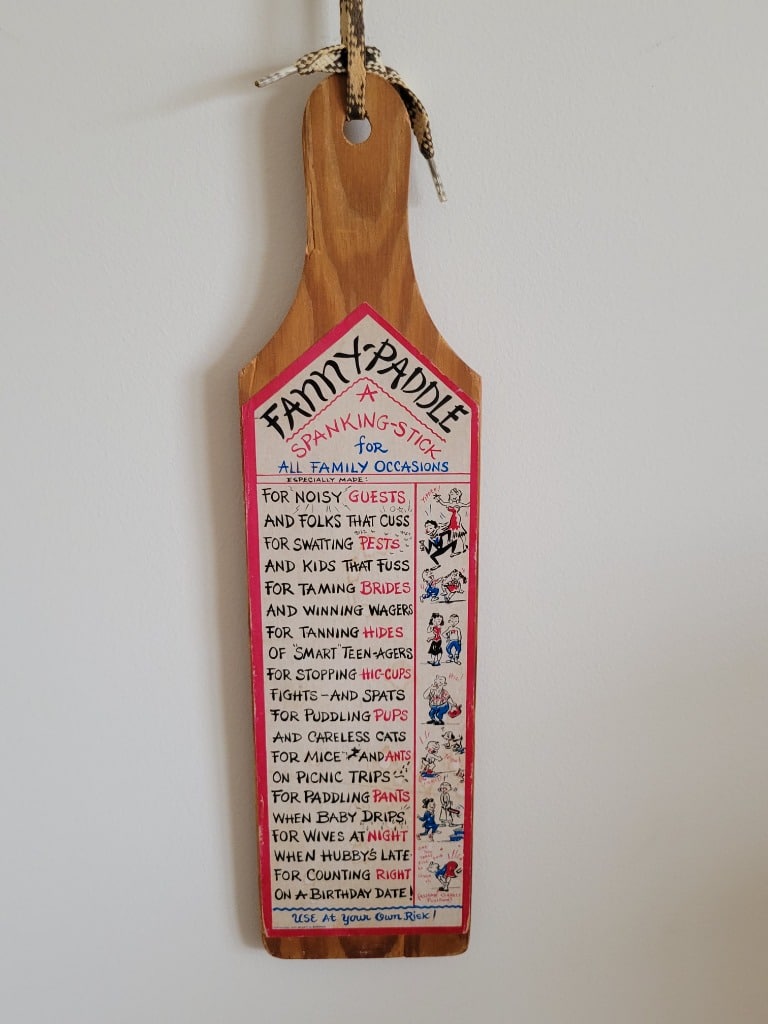 FANNY-PADDLE
A
SPANKING-STICK
for
ALL FAMILY OCCASIONS
ESPECIALLY MADE:
FOR NOISY GUESTS
AND FOLKS THAT CUSS
FOR SWATTING PESTS
AND KIDS THAT FUSS
FOR TAMING BRIDES
AND WINNING WAGERS
FOR TANNING HIDES
OF "SMART" TEEN-AGERS
FOR STOPPING HIC-CUPS
FIGHTS - AND SPATS
FOR PUDDLING PUPS
AND CARELESS CATS
FOR MICE AND ANTS
ON PICNIC TRIPS
FOR PADDLING PANTS
WHEN BABY DRIPS
FOR WIVES AT NIGHT
WHEN HUBBY'S LATE
FOR COUNTING RIGHT
ON A BIRTHDAY DATE!
USE At Your Own Risk!